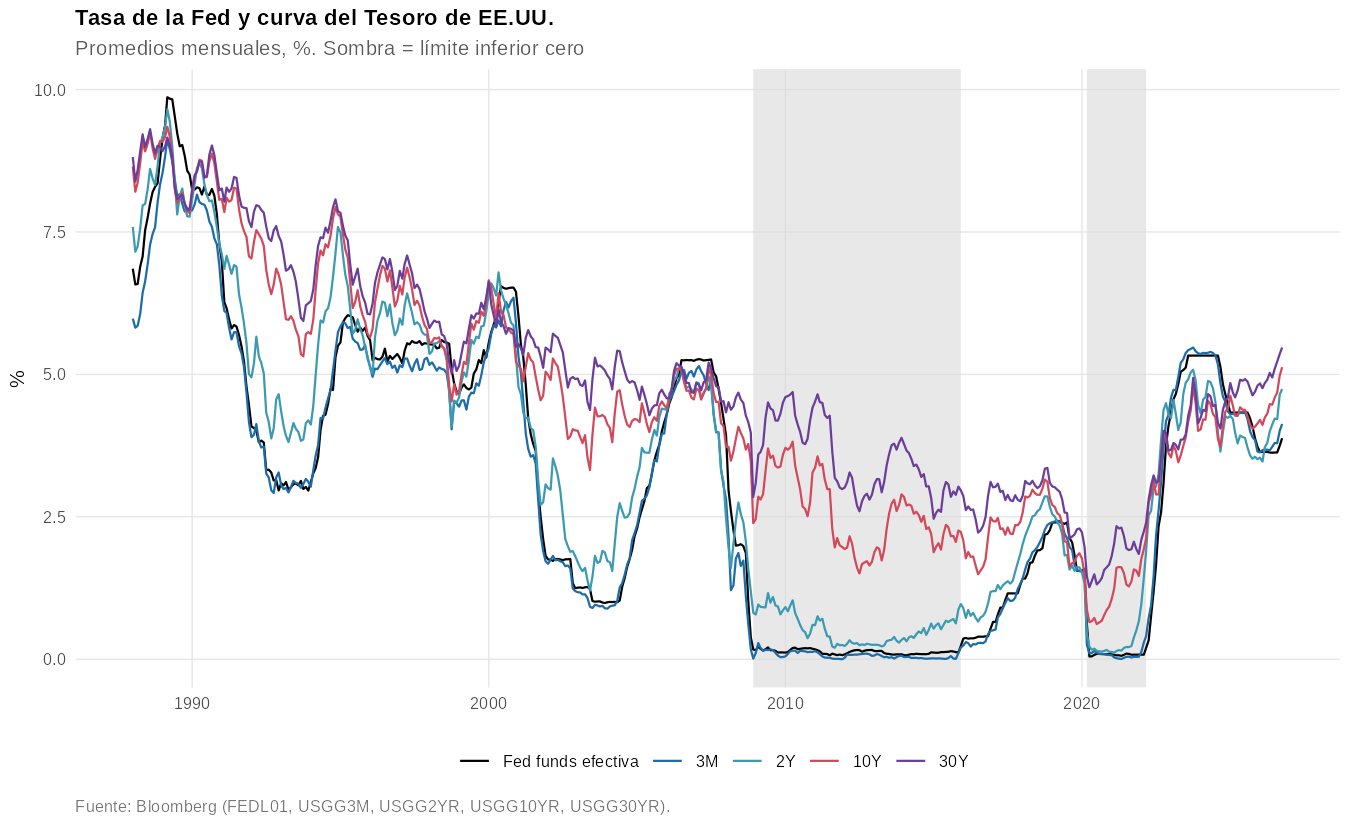 Tasa de la Fed y curva del Tesoro de EE.UU.
Promedios mensuales, %. Sombra = límite inferior cero
10.0
7.5
5.0
2.5
0.0
%
1990 2000 2010 2020
Fed funds efectiva 3M 2Y 10Y 30Y
Fuente: Bloomberg (FEDL01, USGG3M, USGG2YR, USGG10YR, USGG30YR).